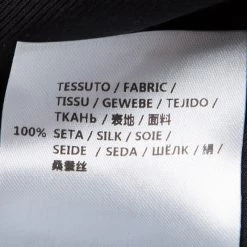 TESSUTO / FABRIC /
TISSU / GEWEBE / TEJIDO /
ТКАНЬ / 表地 / 面料
100% SETA / SILK / SOIE /
SEIDE / SEDA / ШЁЛК / 絹 /
桑蚕丝